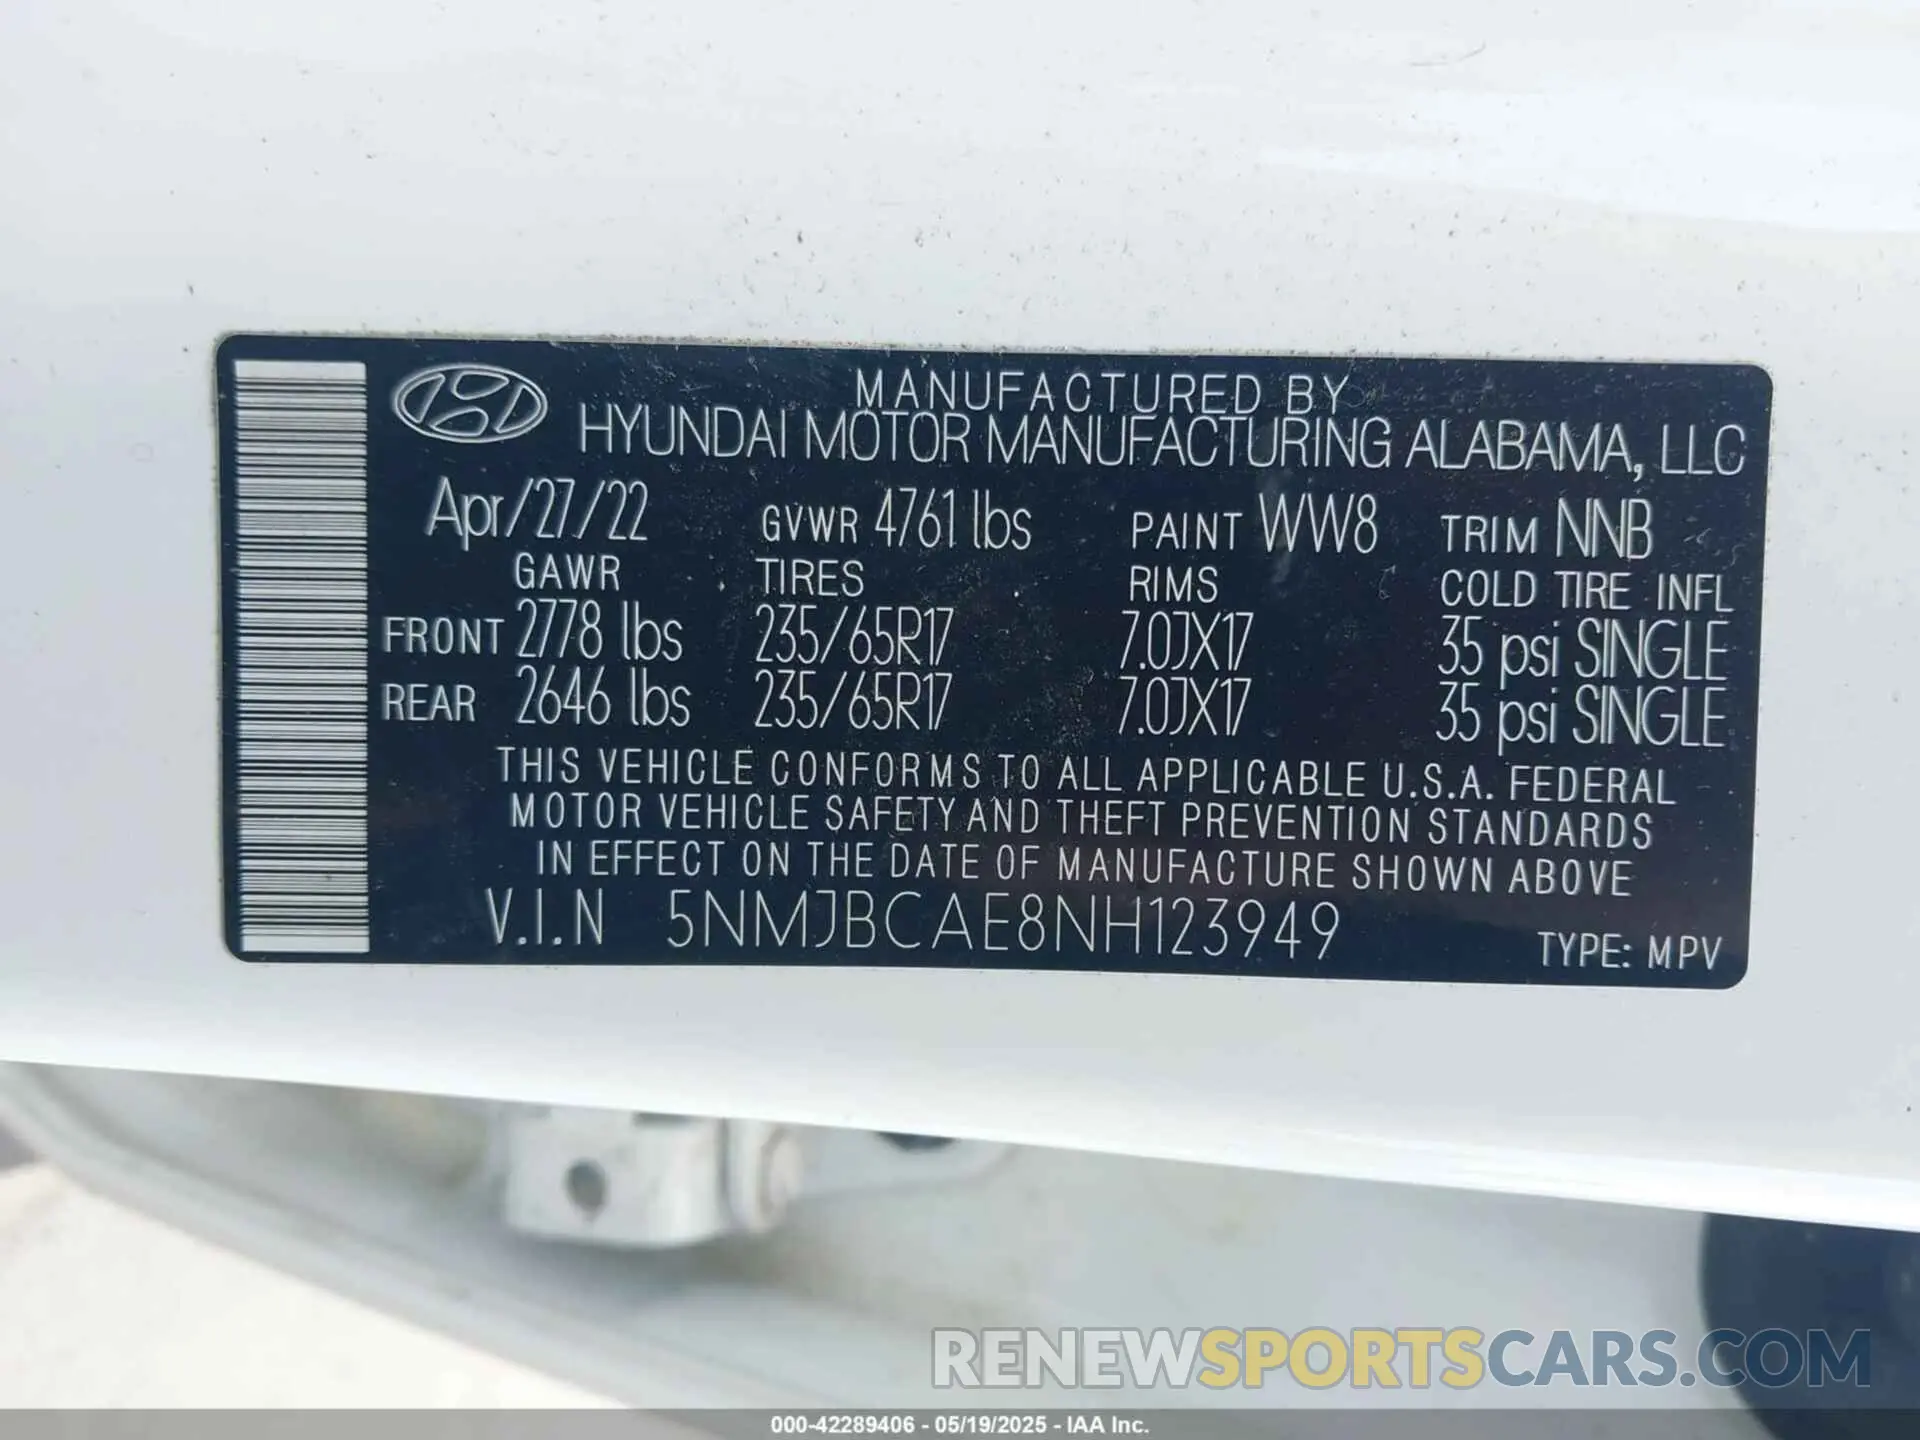 MANUFACTURED BY
HYUNDAI MOTOR MANUFACTURING ALABAMA, LLC
Apr/27/22 GVWR 4761 lbs PAINT WW8 TRIM NNB
GAWR TIRES RIMS COLD TIRE INFL
FRONT 2778 lbs 235/65R17 7.0JX17 35 psi SINGLE
REAR 2646 lbs 235/65R17 7.0JX17 35 psi SINGLE
THIS VEHICLE CONFORMS TO ALL APPLICABLE U.S.A. FEDERAL
MOTOR VEHICLE SAFETY AND THEFT PREVENTION STANDARDS
IN EFFECT ON THE DATE OF MANUFACTURE SHOWN ABOVE
V.I.N 5NMJBCAE8NH123949 TYPE: MPV
RENEWSPORTSCARS.COM
000-42289406 - 05/19/2025 - IAA Inc.